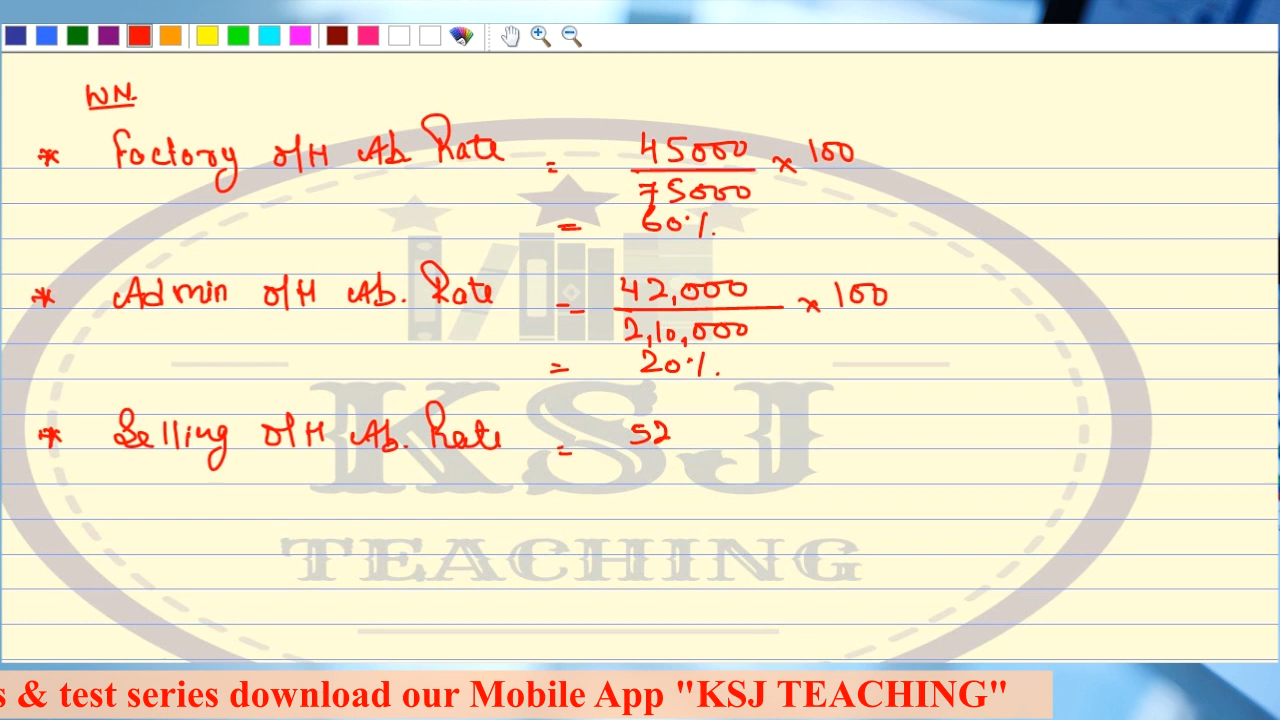 WN.
* Factory O/H Ab. Rate = 45000 / 75000 × 100
= 60%.
* Admin O/H Ab. Rate = 42,000 / 2,10,000 × 100
= 20%.
* Selling O/H Ab. Rate = 52
KSJ
TEACHING
s & test series download our Mobile App "KSJ TEACHING"